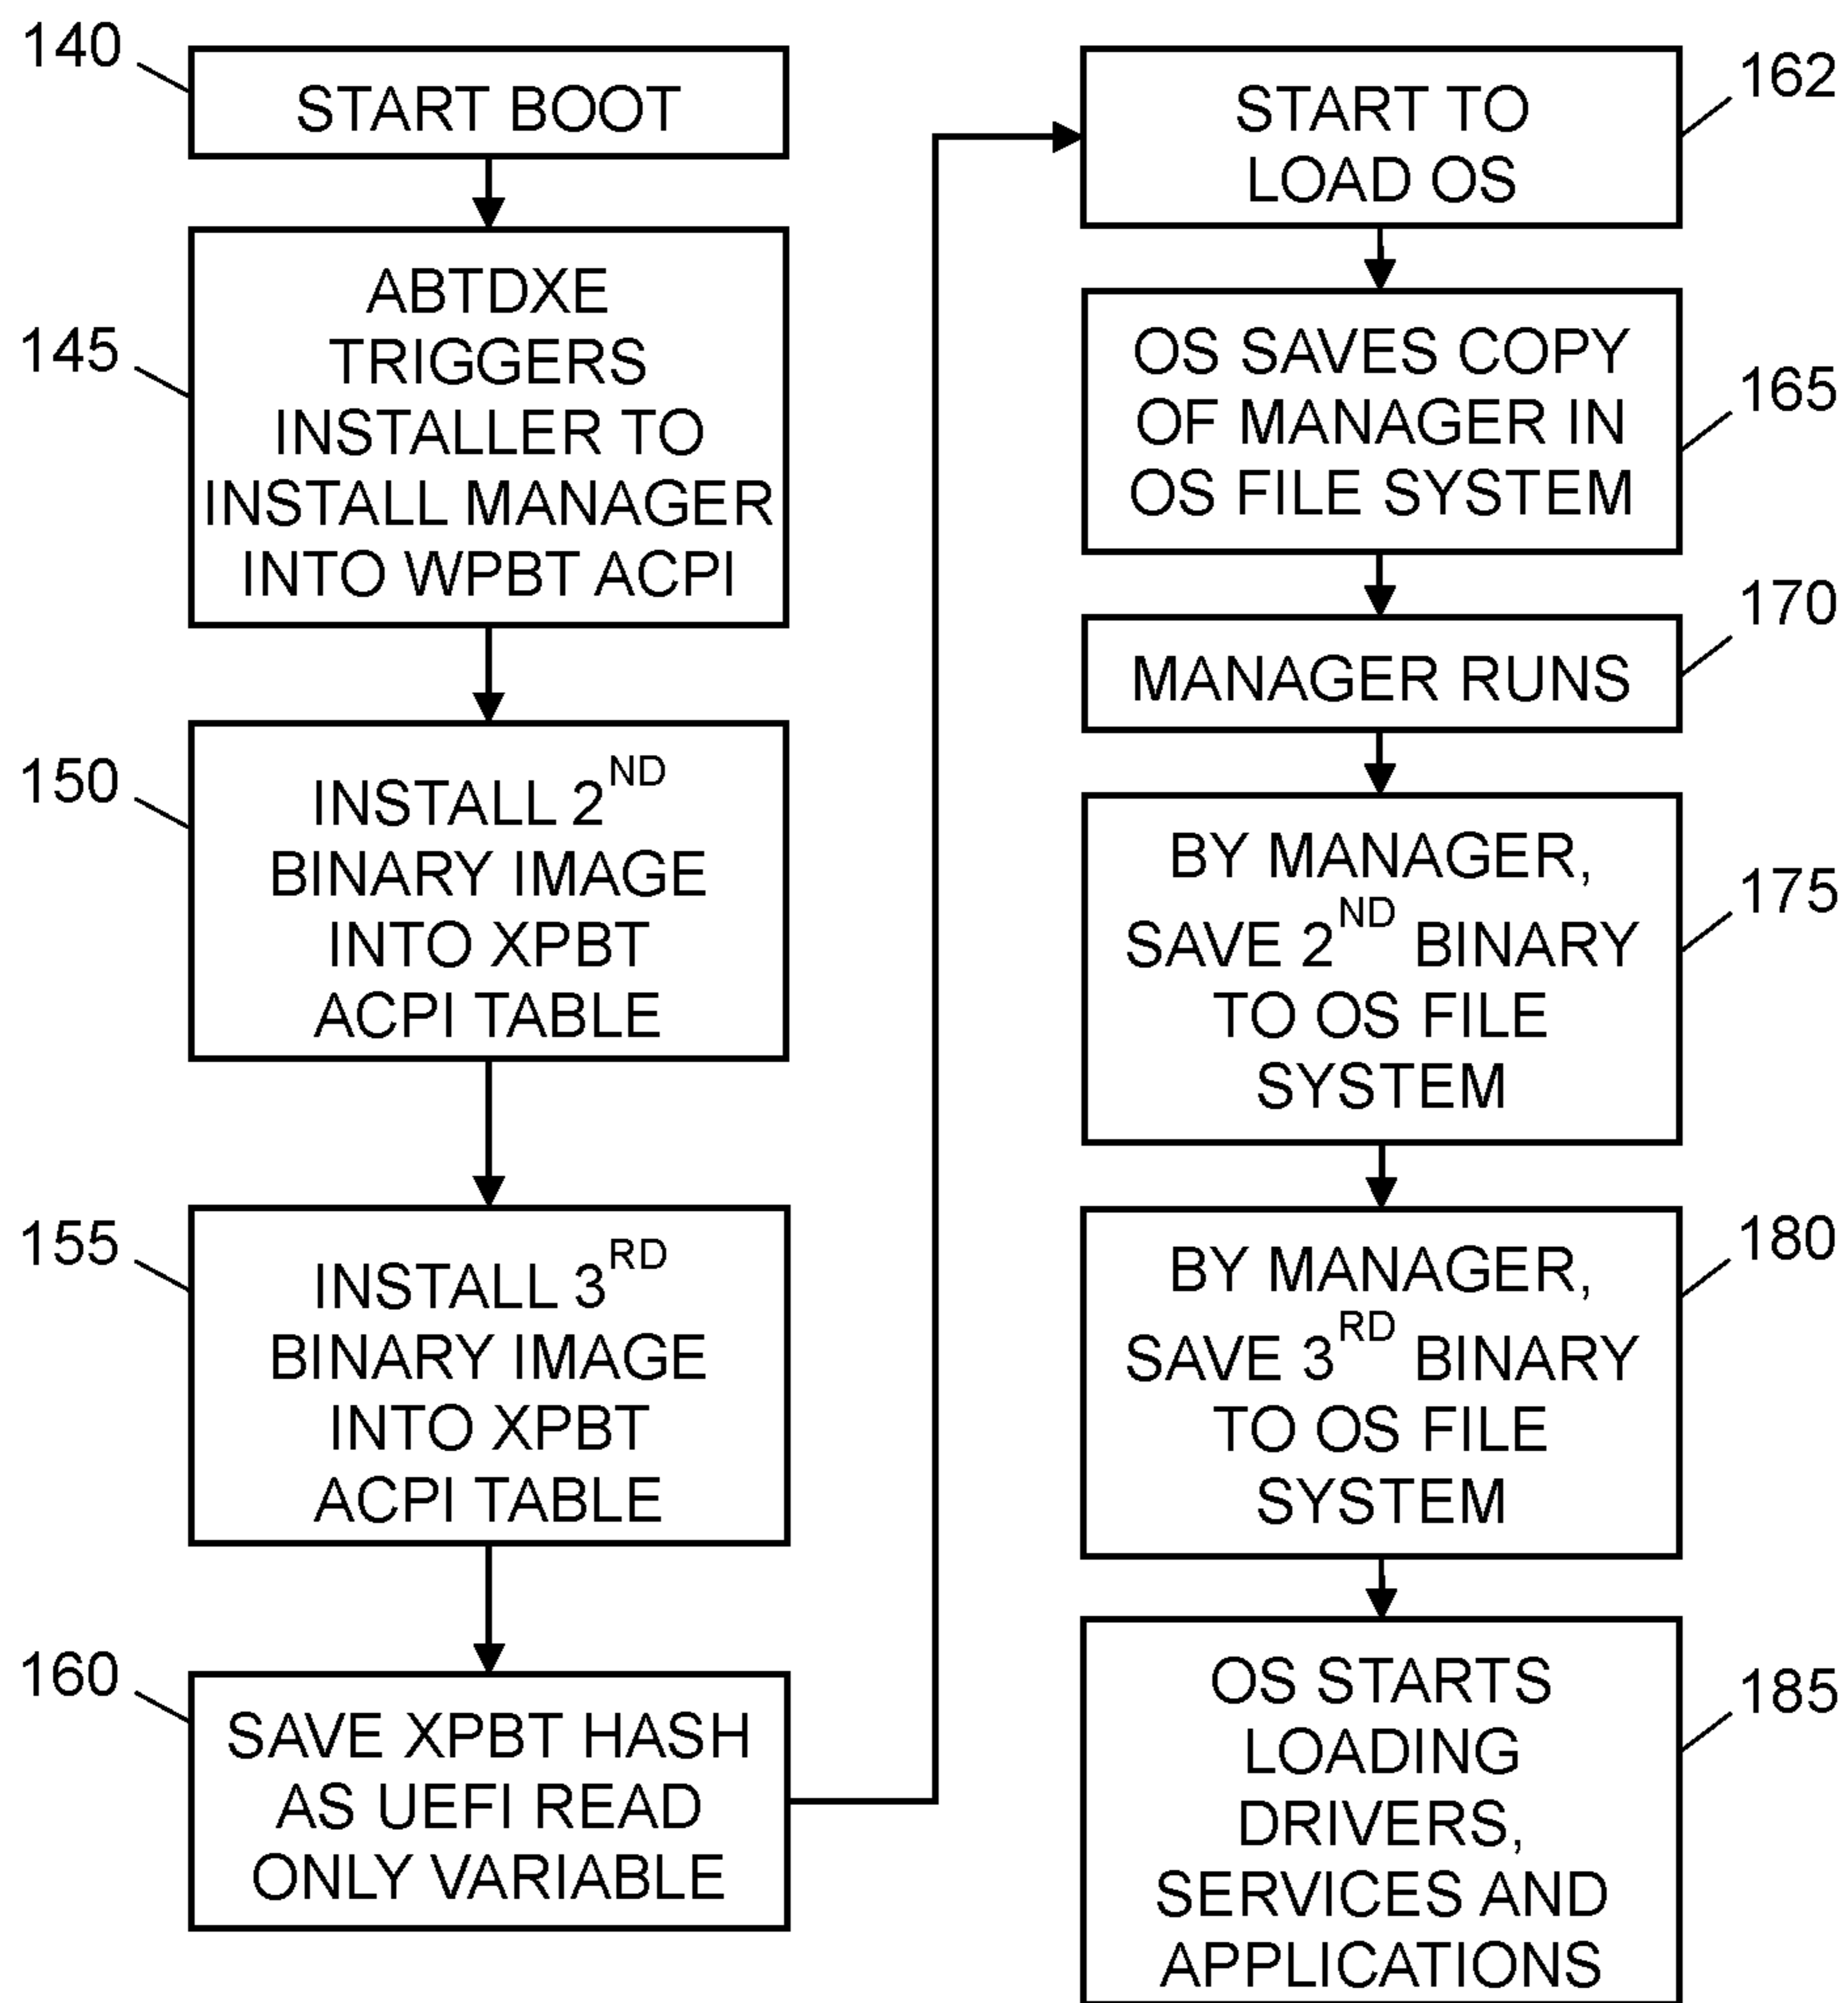 140
START BOOT
145
ABTDXE
TRIGGERS
INSTALLER TO
INSTALL MANAGER
INTO WPBT ACPI
150
INSTALL 2ND
BINARY IMAGE
INTO XPBT
ACPI TABLE
155
INSTALL 3RD
BINARY IMAGE
INTO XPBT
ACPI TABLE
160
SAVE XPBT HASH
AS UEFI READ
ONLY VARIABLE
162
START TO
LOAD OS
165
OS SAVES COPY
OF MANAGER IN
OS FILE SYSTEM
170
MANAGER RUNS
175
BY MANAGER,
SAVE 2ND BINARY
TO OS FILE
SYSTEM
180
BY MANAGER,
SAVE 3RD BINARY
TO OS FILE
SYSTEM
185
OS STARTS
LOADING
DRIVERS,
SERVICES AND
APPLICATIONS